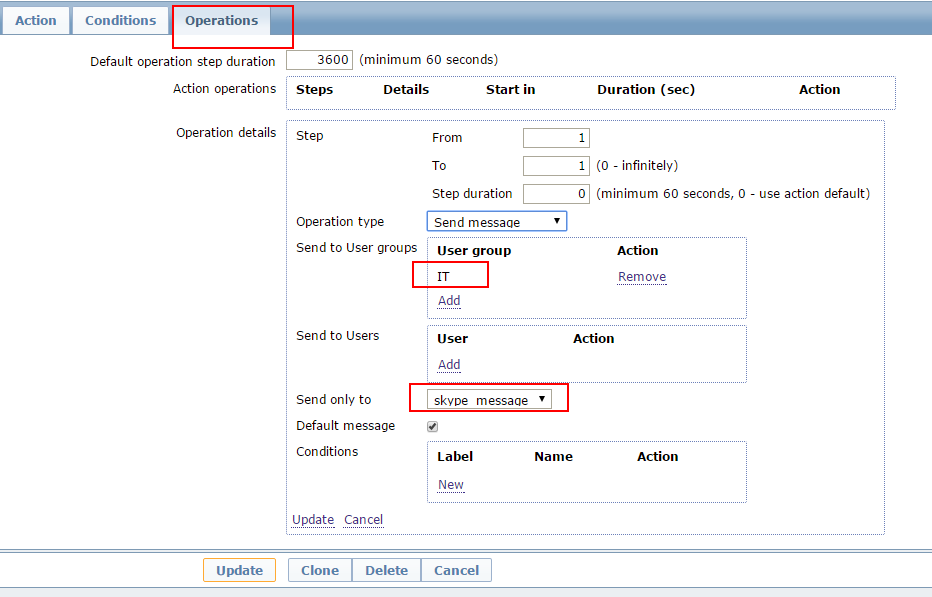 Action Conditions Operations
Default operation step duration 3600 (minimum 60 seconds)
Action operations Steps Details Start in Duration (sec) Action
Operation details Step From 1
To 1 (0 - infinitely)
Step duration 0 (minimum 60 seconds, 0 - use action default)
Operation type Send message
Send to User groups User group Action
IT Remove
Add
Send to Users User Action
Add
Send only to skype_message
Default message
Conditions Label Name Action
New
Update Cancel
Update Clone Delete Cancel